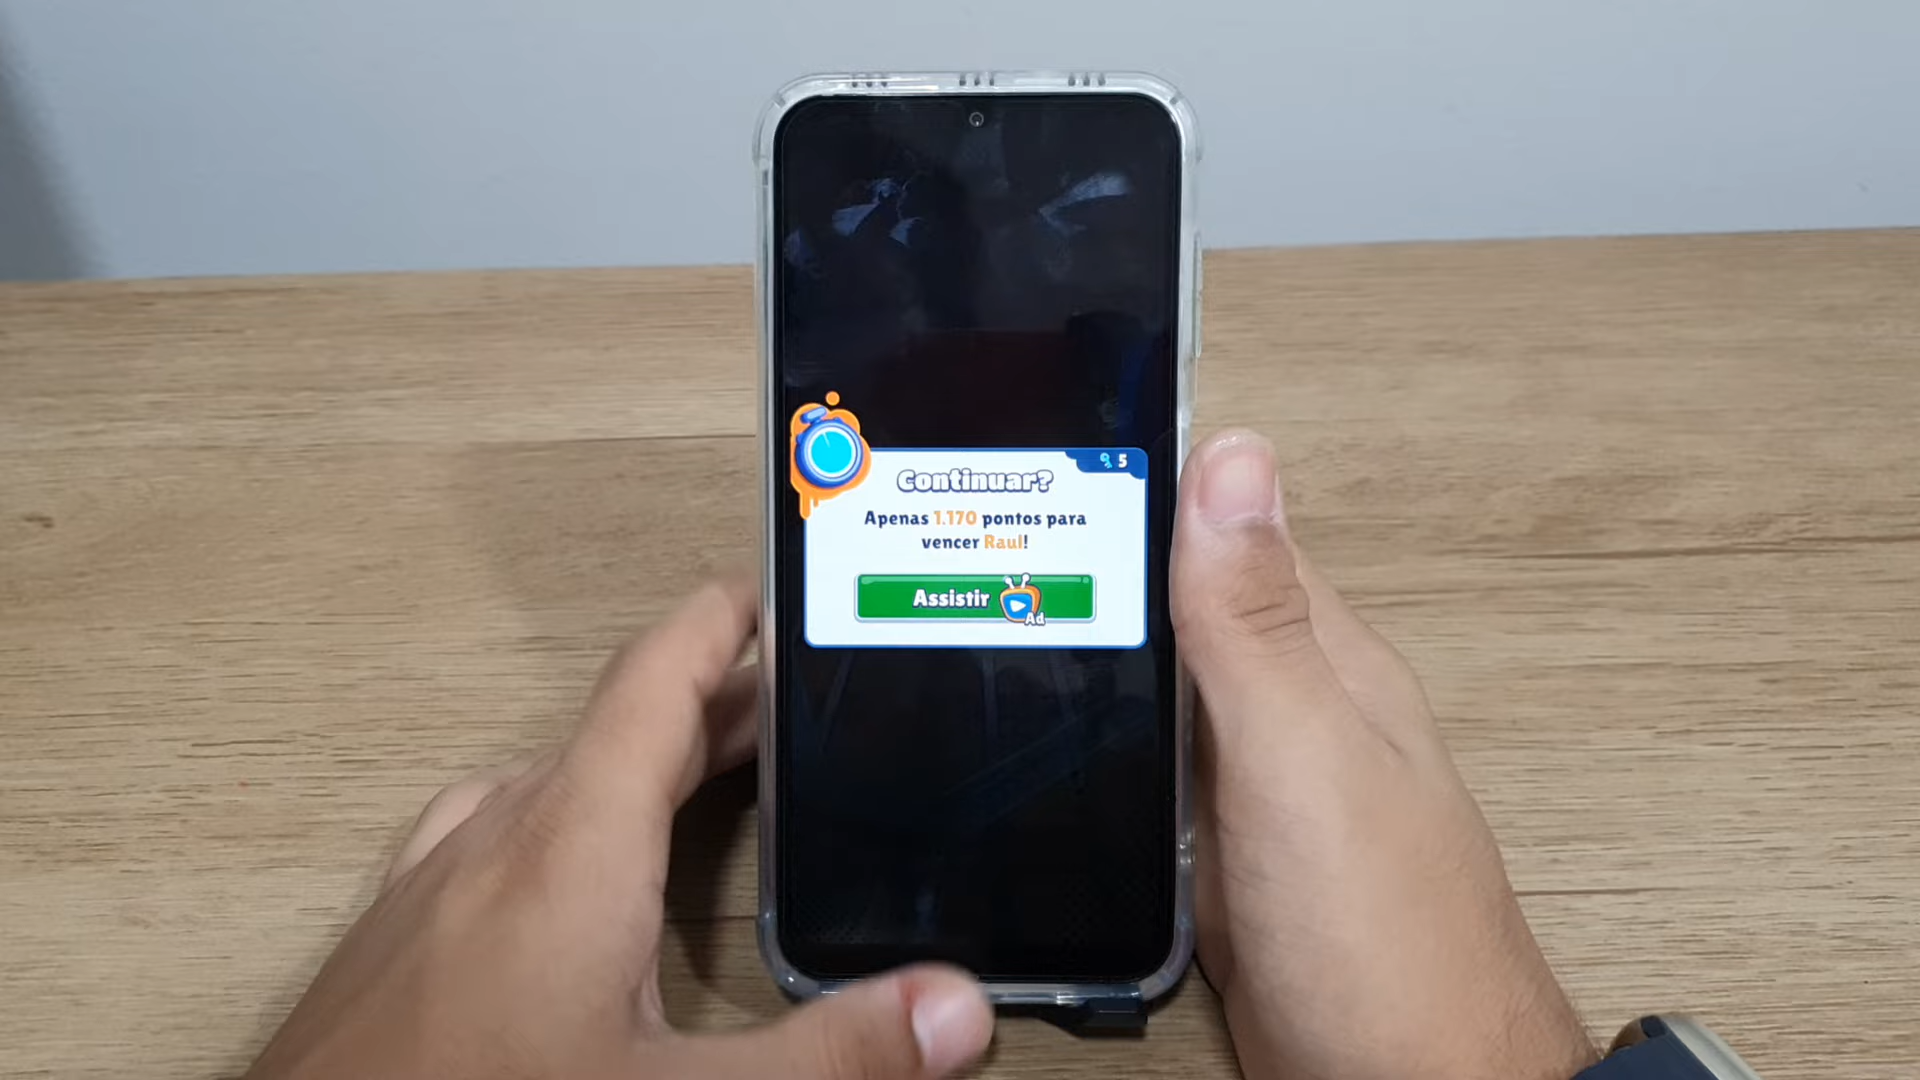 5
Continuar?
Apenas 1.170 pontos para
vencer Raul!
Assistir
Ad